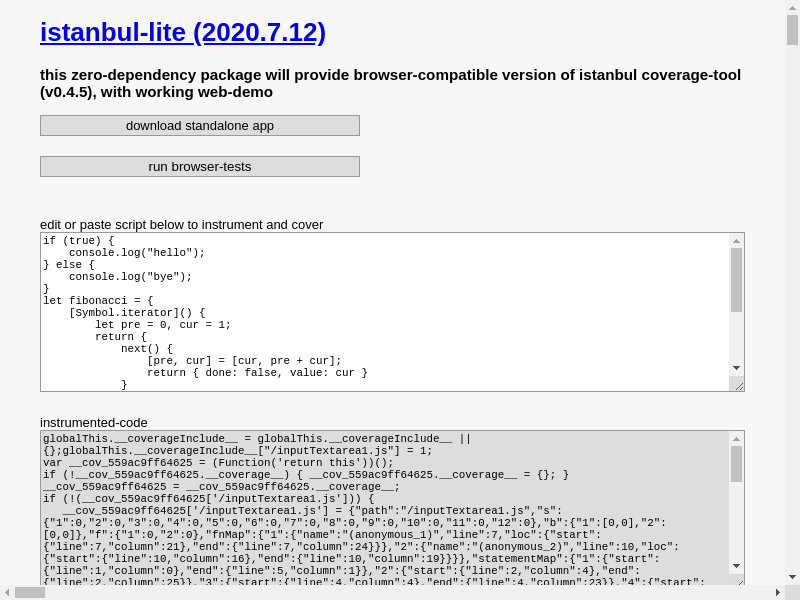 istanbul-lite (2020.7.12)
this zero-dependency package will provide browser-compatible version of istanbul coverage-tool
(v0.4.5), with working web-demo
download standalone app
run browser-tests
edit or paste script below to instrument and cover
if (true) {
    console.log("hello");
} else {
    console.log("bye");
}
let fibonacci = {
    [Symbol.iterator]() {
        let pre = 0, cur = 1;
        return {
            next() {
                [pre, cur] = [cur, pre + cur];
                return { done: false, value: cur }
            }
instrumented-code
globalThis.__coverageInclude__ = globalThis.__coverageInclude__ ||
{};globalThis.__coverageInclude__["/inputTextarea1.js"] = 1;
var __cov_559ac9ff64625 = (Function('return this'))();
if (!__cov_559ac9ff64625.__coverage__) { __cov_559ac9ff64625.__coverage__ = {}; }
__cov_559ac9ff64625 = __cov_559ac9ff64625.__coverage__;
if (!(__cov_559ac9ff64625['/inputTextarea1.js'])) {
   __cov_559ac9ff64625['/inputTextarea1.js'] = {"path":"/inputTextarea1.js","s":
{"1":0,"2":0,"3":0,"4":0,"5":0,"6":0,"7":0,"8":0,"9":0,"10":0,"11":0,"12":0},"b":{"1":[0,0],"2":
[0,0]},"f":{"1":0,"2":0},"fnMap":{"1":{"name":"(anonymous_1)","line":7,"loc":{"start":
{"line":7,"column":21},"end":{"line":7,"column":24}}},"2":{"name":"(anonymous_2)","line":10,"loc":
{"start":{"line":10,"column":16},"end":{"line":10,"column":19}}}},"statementMap":{"1":{"start":
{"line":1,"column":0},"end":{"line":5,"column":1}},"2":{"start":{"line":2,"column":4},"end":
{"line":2,"column":25}},"3":{"start":{"line":4,"column":4},"end":{"line":4,"column":23}},"4":{"start":